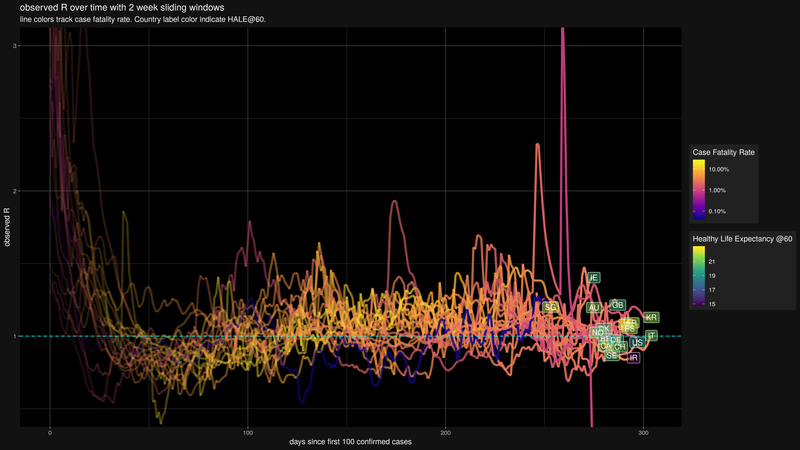 observed R over time with 2 week sliding windows
line colors track case fatality rate. Country label color indicate HALE@60.
3
2
1
observed R
0
100
200
300
days since first 100 confirmed cases
IE
GB
SG
AU
KR
IT
US
CH
SE
IR
Case Fatality Rate
10.00%
1.00%
0.10%
Healthy Life Expectancy @60
21
19
17
15